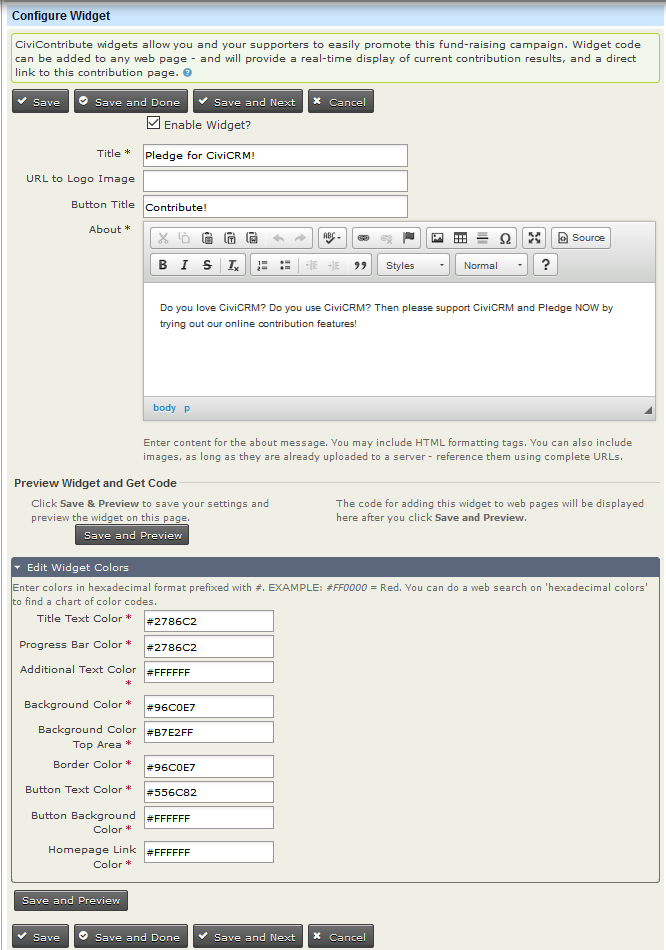 Configure Widget
CiviContribute widgets allow you and your supporters to easily promote this fund-raising campaign. Widget code
can be added to any web page - and will provide a real-time display of current contribution results, and a direct
link to this contribution page. ?
Save Save and Done Save and Next Cancel
Enable Widget?
Title * Pledge for CiviCRM!
URL to Logo Image
Button Title Contribute!
About *
ABC Ω Source
B I S Tx Styles Normal ?
Do you love CiviCRM? Do you use CiviCRM? Then please support CiviCRM and Pledge NOW by
trying out our online contribution features!
body p
Enter content for the about message. You may include HTML formatting tags. You can also include
images, as long as they are already uploaded to a server - reference them using complete URLs.
Preview Widget and Get Code
Click Save & Preview to save your settings and
preview the widget on this page.
Save and Preview
The code for adding this widget to web pages will be displayed
here after you click Save and Preview.
Edit Widget Colors
Enter colors in hexadecimal format prefixed with #. EXAMPLE: #FF0000 = Red. You can do a web search on 'hexadecimal colors'
to find a chart of color codes.
Title Text Color * #2786C2
Progress Bar Color * #2786C2
Additional Text Color * #FFFFFF
Background Color * #96C0E7
Background Color
Top Area * #B7E2FF
Border Color * #96C0E7
Button Text Color * #556C82
Button Background
Color * #FFFFFF
Homepage Link
Color * #FFFFFF
Save and Preview
Save Save and Done Save and Next Cancel